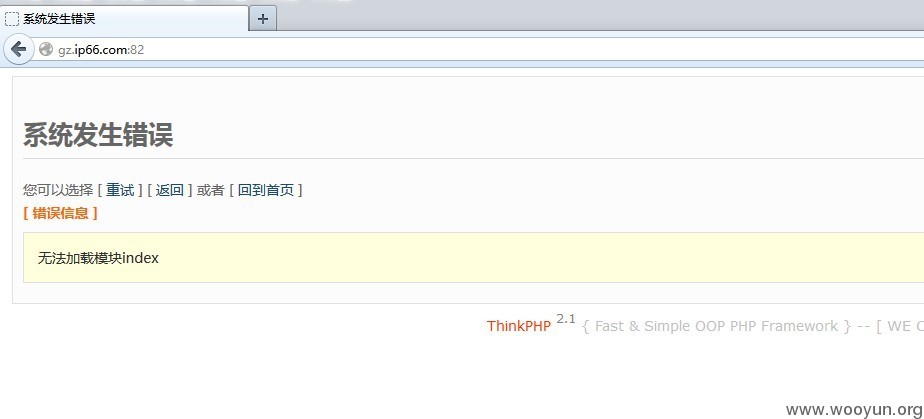 系统发生错误
gz.ip66.com:82
系统发生错误
您可以选择 [ 重试 ] [ 返回 ] 或者 [ 回到首页 ]
[ 错误信息 ]
无法加载模块index
ThinkPHP 2.1 { Fast & Simple OOP PHP Framework } -- [ WE
www.wooyun.org